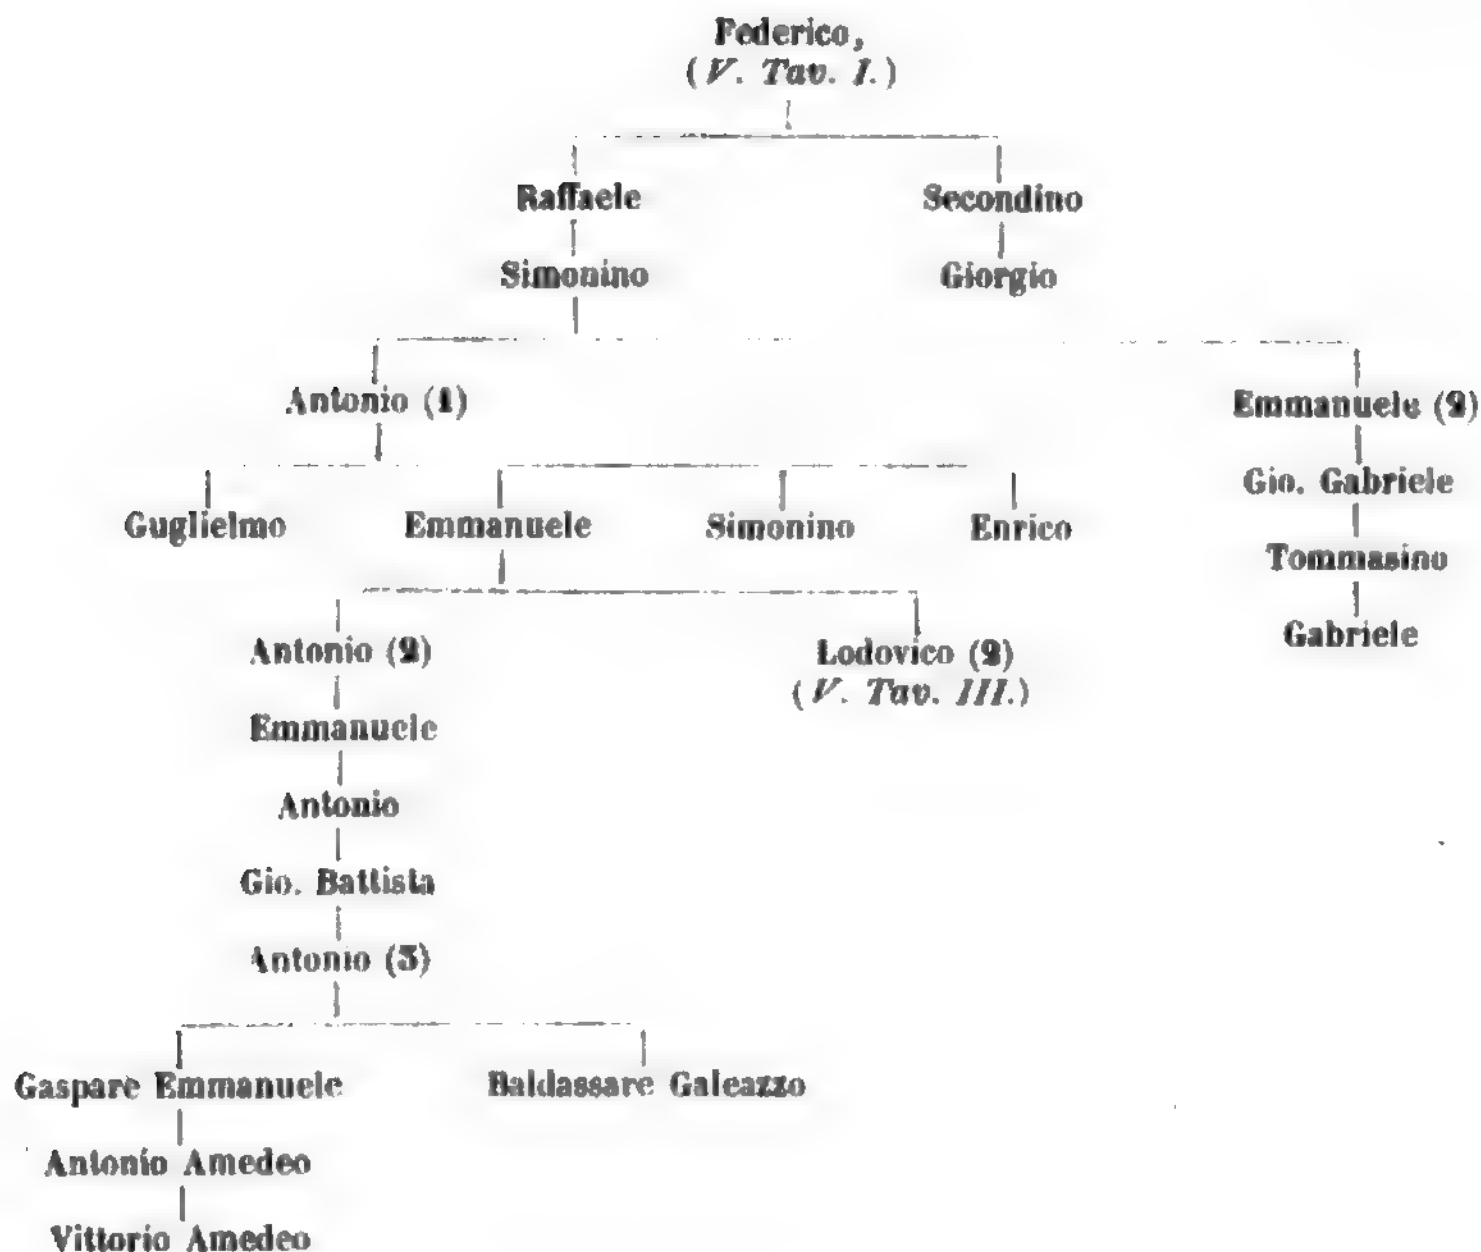 Federico,
(V. Tav. I.)
Raffaele Secondino
Simonino Giorgio
Antonio (1) Emmanuele (2)
Gio. Gabriele
Guglielmo Emmanuele Simonino Enrico
Tommasino
Gabriele
Antonio (2) Lodovico (2)
(V. Tav. III.)
Emmanuele
Antonio
Gio. Battista
Antonio (3)
Gaspare Emmanuele Baldassare Galeazzo
Antonio Amedeo
Vittorio Amedeo